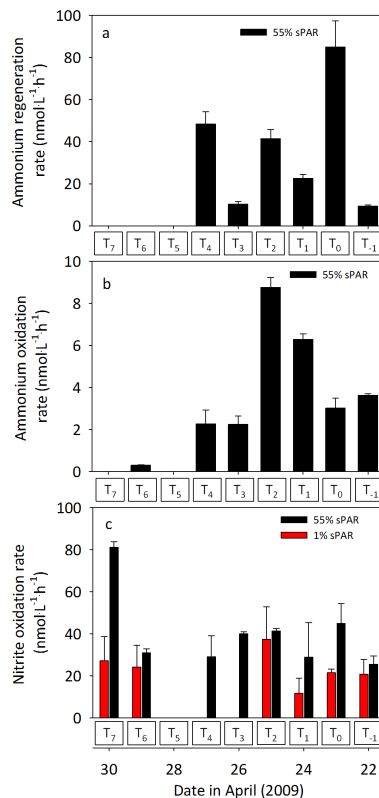 a
55% sPAR
Ammonium regeneration
rate (nmol·L⁻¹·h⁻¹)
100
80
60
40
20
0
T₇ T₆ T₅ T₄ T₃ T₂ T₁ T₀ T₋₁
b
55% sPAR
Ammonium oxidation
rate (nmol·L⁻¹·h⁻¹)
10
8
6
4
2
0
T₇ T₆ T₅ T₄ T₃ T₂ T₁ T₀ T₋₁
c
55% sPAR
1% sPAR
Nitrite oxidation rate
(nmol·L⁻¹·h⁻¹)
100
80
60
40
20
0
T₇ T₆ T₅ T₄ T₃ T₂ T₁ T₀ T₋₁
30 28 26 24 22
Date in April (2009)